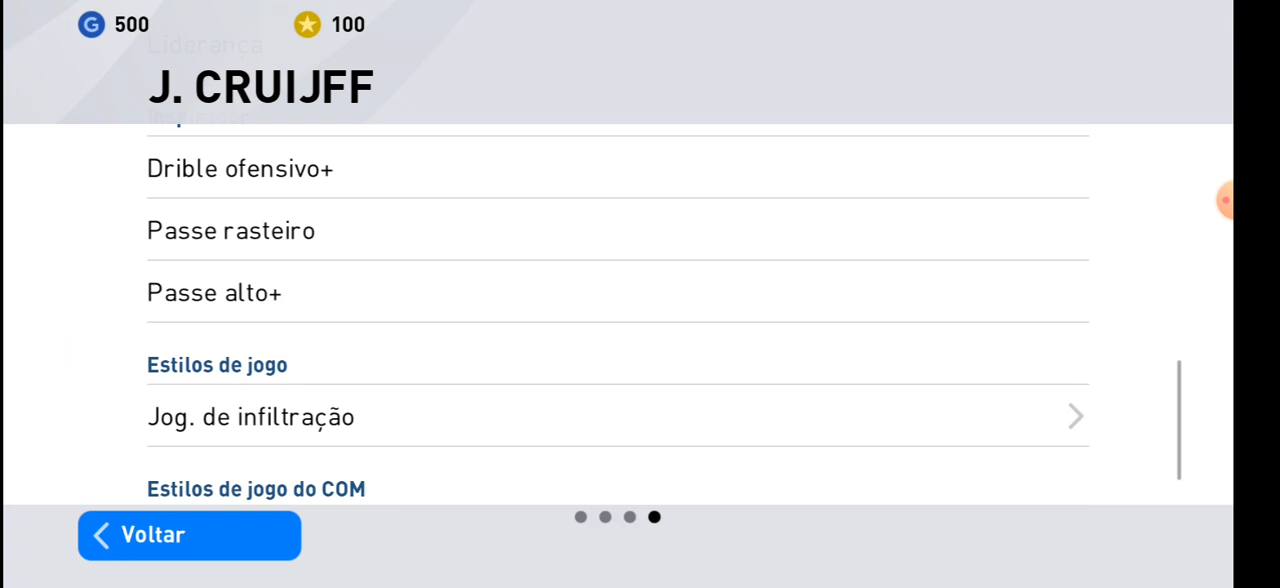 500 100
Liderança
J. CRUIJFF
Drible ofensivo+
Passe rasteiro
Passe alto+
Estilos de jogo
Jog. de infiltração
Estilos de jogo do COM
Voltar